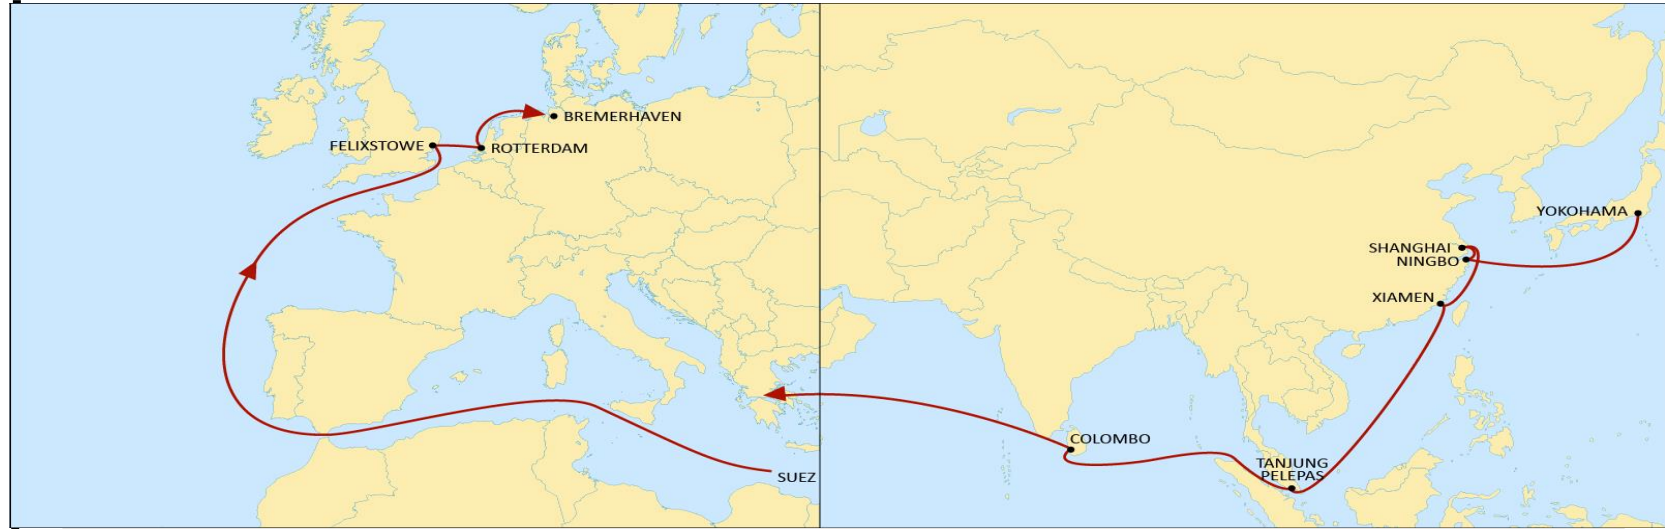 BREMERHAVEN
FELIXSTOWE
ROTTERDAM
SUEZ
YOKOHAMA
SHANGHAI
NINGBO
XIAMEN
COLOMBO
TANJUNG
PELEPAS